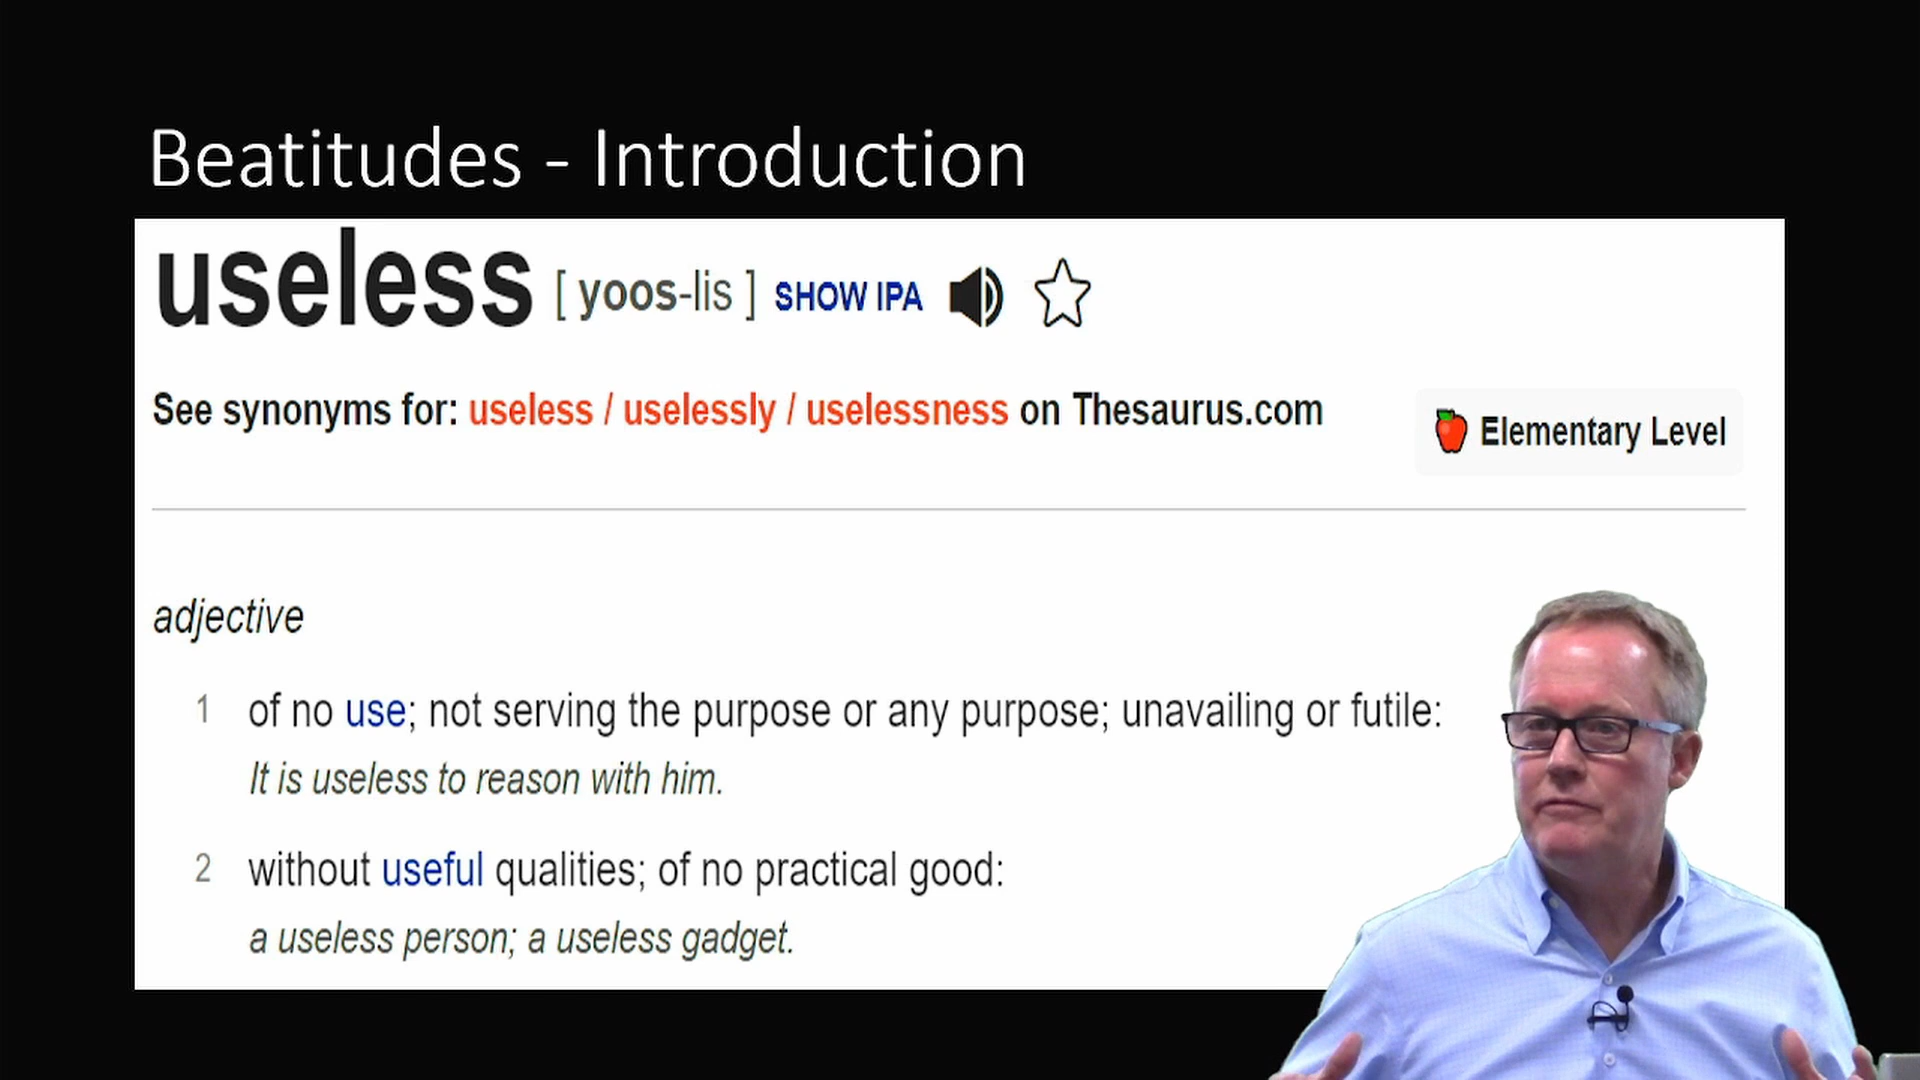 Beatitudes - Introduction
useless [ yoos-lis ] SHOW IPA
See synonyms for: useless / uselessly / uselessness on Thesaurus.com
Elementary Level
adjective
1 of no use; not serving the purpose or any purpose; unavailing or futile:
It is useless to reason with him.
2 without useful qualities; of no practical good:
a useless person; a useless gadget.